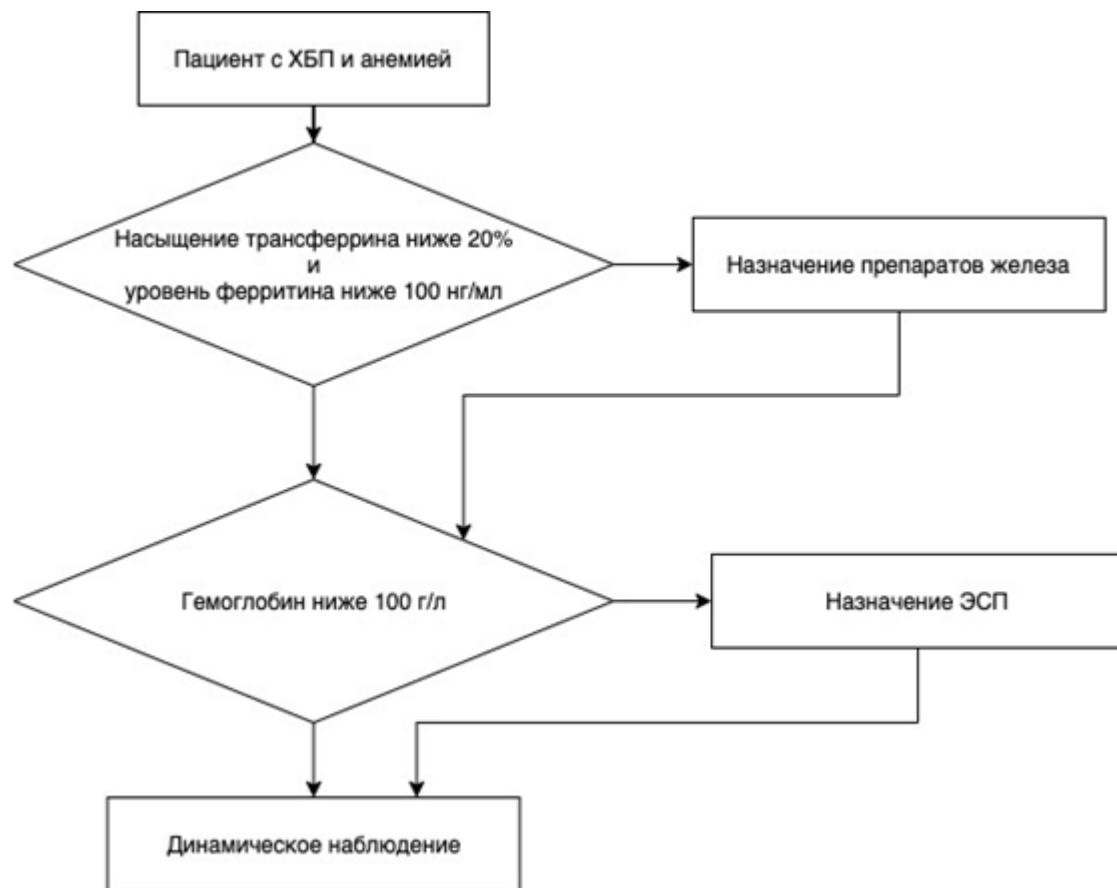 Пациент с ХБП и анемией
Насыщение трансферрина ниже 20%
и
уровень ферритина ниже 100 нг/мл
Назначение препаратов железа
Гемоглобин ниже 100 г/л
Назначение ЭСП
Динамическое наблюдение